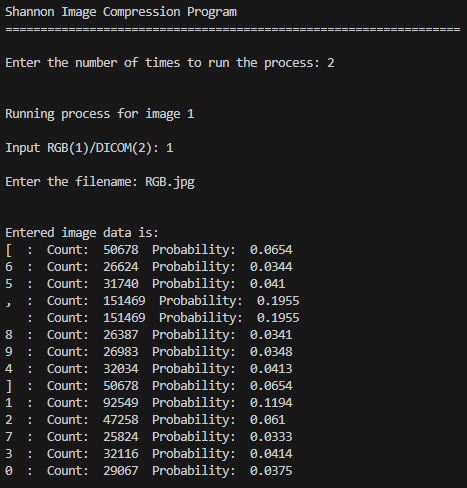 Shannon Image Compression Program
=================================================================
Enter the number of times to run the process: 2
Running process for image 1
Input RGB(1)/DICOM(2): 1
Enter the filename: RGB.jpg
Entered image data is:
[  :  Count:  50678  Probability:  0.0654
6  :  Count:  26624  Probability:  0.0344
5  :  Count:  31740  Probability:  0.041
,  :  Count:  151469  Probability:  0.1955
   :  Count:  151469  Probability:  0.1955
8  :  Count:  26387  Probability:  0.0341
9  :  Count:  26983  Probability:  0.0348
4  :  Count:  32034  Probability:  0.0413
]  :  Count:  50678  Probability:  0.0654
1  :  Count:  92549  Probability:  0.1194
2  :  Count:  47258  Probability:  0.061
7  :  Count:  25824  Probability:  0.0333
3  :  Count:  32116  Probability:  0.0414
0  :  Count:  29067  Probability:  0.0375